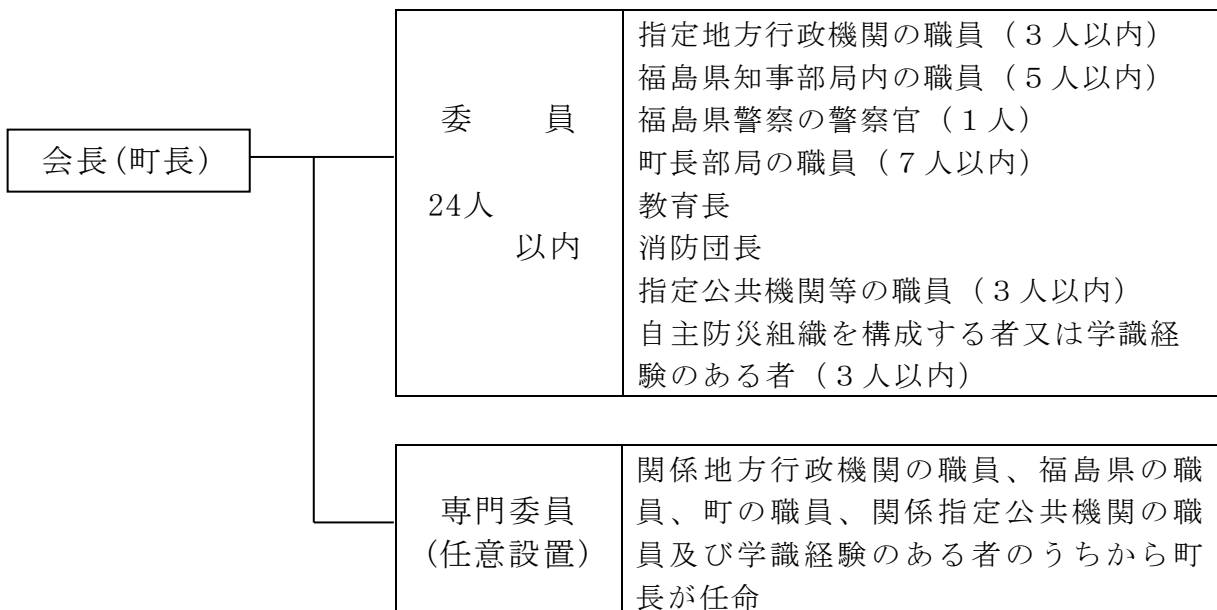 会長(町長)
委　　員
24人
以内
指定地方行政機関の職員（３人以内）
福島県知事部局内の職員（５人以内）
福島県警察の警察官（１人）
町長部局の職員（７人以内）
教育長
消防団長
指定公共機関等の職員（３人以内）
自主防災組織を構成する者又は学識経
験のある者（３人以内）
専門委員
(任意設置)
関係地方行政機関の職員、福島県の職
員、町の職員、関係指定公共機関の職
員及び学識経験のある者のうちから町
長が任命